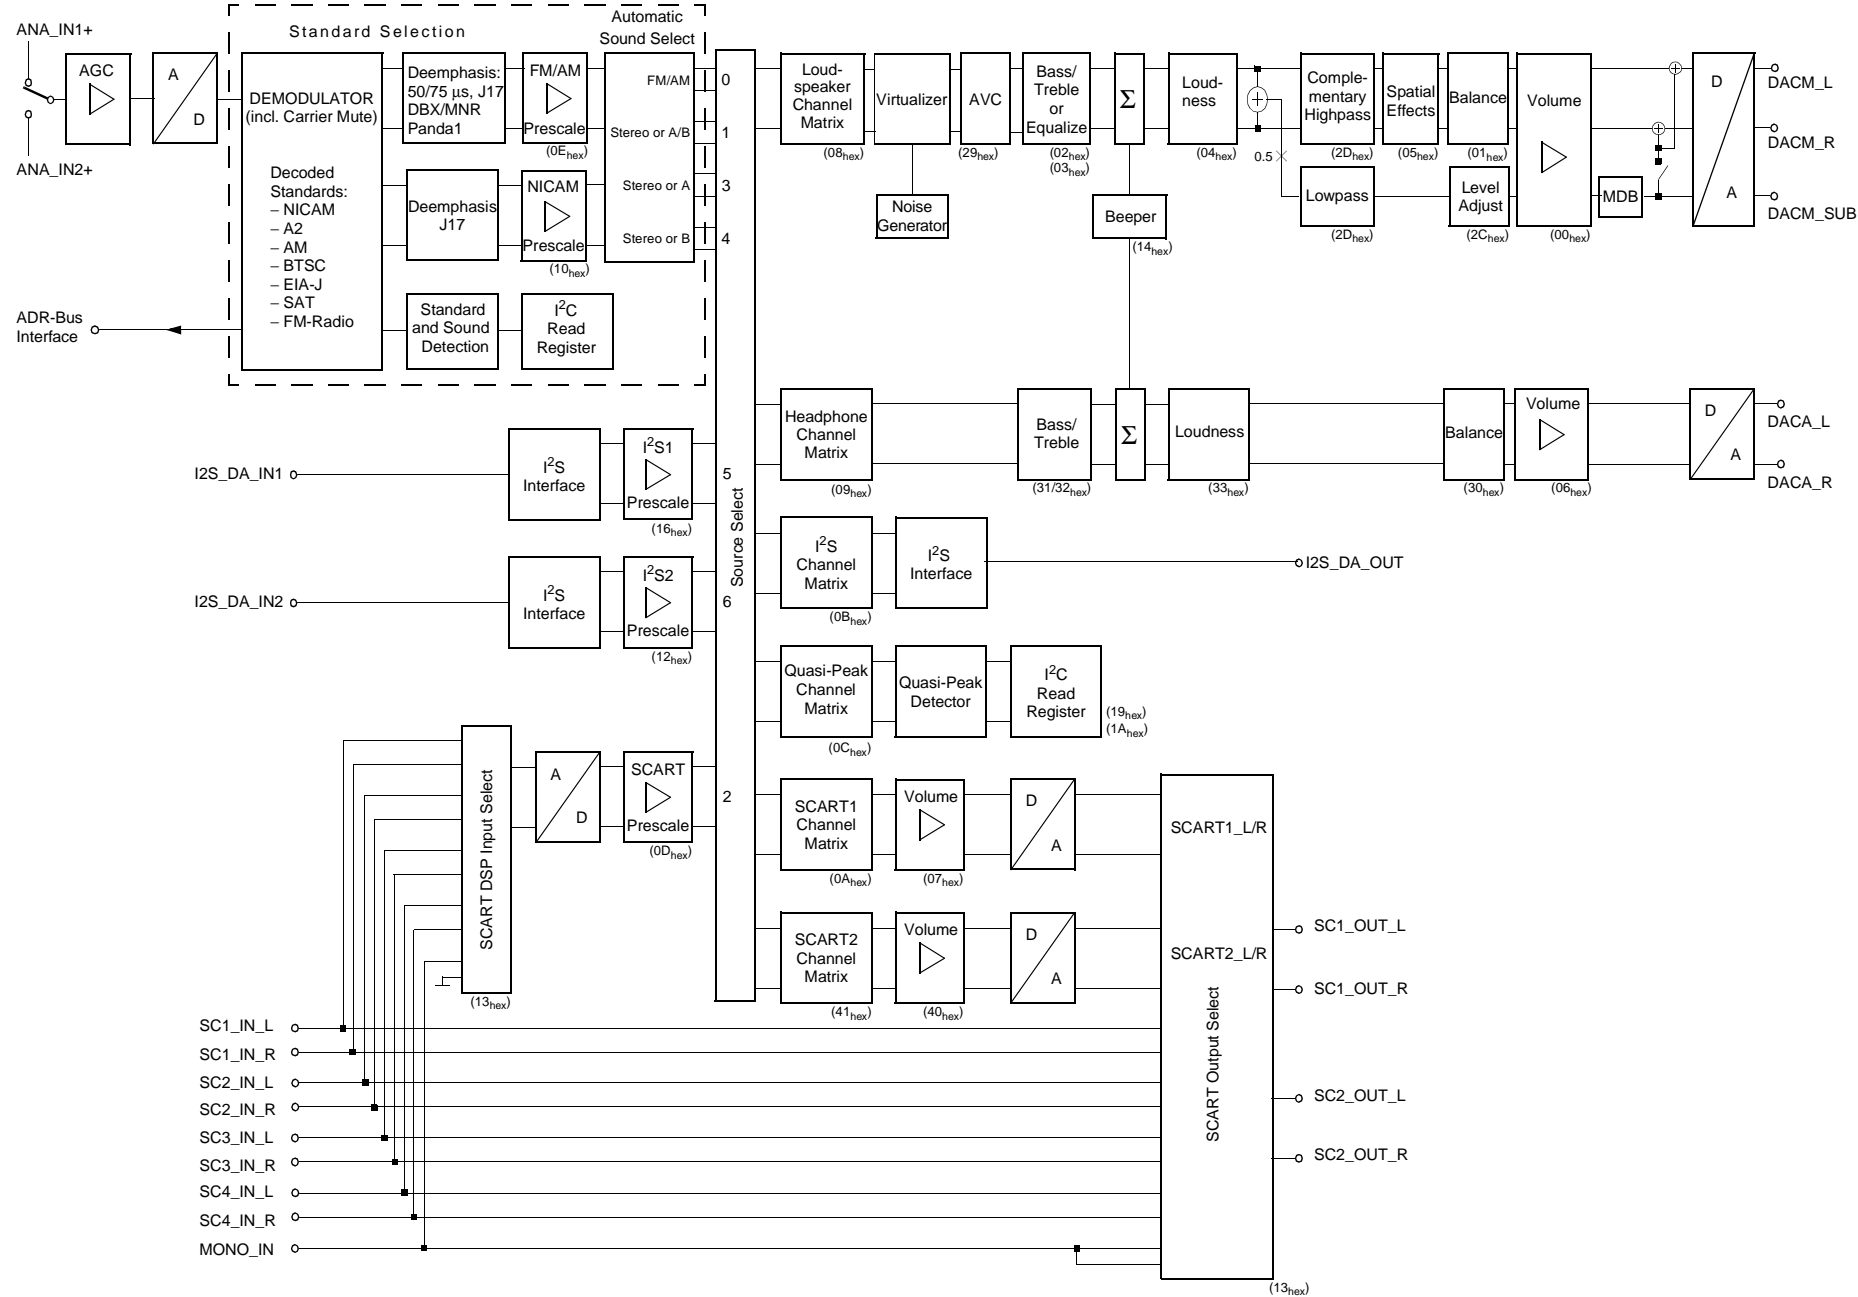 ANA_IN1+
ANA_IN2+
AGC
A
D
Standard Selection
Automatic
Sound Select
DEMODULATOR
(incl. Carrier Mute)
Decoded
Standards:
– NICAM
– A2
– AM
– BTSC
– EIA-J
– SAT
– FM-Radio
Deemphasis:
50/75 µs, J17
DBX/MNR
Panda1
FM/AM
Prescale
(0Ehex)
Deemphasis
J17
NICAM
Prescale
(10hex)
FM/AM
Stereo or A/B
Stereo or A
Stereo or B
Standard
and Sound
Detection
I2C
Read
Register
ADR-Bus
Interface
0
1
3
4
5
6
2
Source Select
Loud-
speaker
Channel
Matrix
(08hex)
Virtualizer
Noise
Generator
AVC
(29hex)
Bass/
Treble
or
Equalize
(02hex)
(03hex)
Σ
Beeper
(14hex)
Loud-
ness
(04hex)
0.5
Comple-
mentary
Highpass
(2Dhex)
Lowpass
(2Dhex)
Spatial
Effects
(05hex)
Balance
(01hex)
Level
Adjust
(2Chex)
Volume
(00hex)
MDB
D
A
DACM_L
DACM_R
DACM_SUB
Headphone
Channel
Matrix
(09hex)
Bass/
Treble
(31/32hex)
Σ
Loudness
(33hex)
Balance
(30hex)
Volume
(06hex)
D
A
DACA_L
DACA_R
I2S_DA_IN1
I2S
Interface
I2S1
Prescale
(16hex)
I2S_DA_IN2
I2S
Interface
I2S2
Prescale
(12hex)
I2S
Channel
Matrix
(0Bhex)
I2S
Interface
I2S_DA_OUT
Quasi-Peak
Channel
Matrix
(0Chex)
Quasi-Peak
Detector
I2C
Read
Register
(19hex)
(1Ahex)
SCART DSP Input Select
(13hex)
A
D
SCART
Prescale
(0Dhex)
SCART1
Channel
Matrix
(0Ahex)
Volume
(07hex)
D
A
SCART2
Channel
Matrix
(41hex)
Volume
(40hex)
D
A
SCART1_L/R
SCART2_L/R
SCART Output Select
(13hex)
SC1_OUT_L
SC1_OUT_R
SC2_OUT_L
SC2_OUT_R
SC1_IN_L
SC1_IN_R
SC2_IN_L
SC2_IN_R
SC3_IN_L
SC3_IN_R
SC4_IN_L
SC4_IN_R
MONO_IN